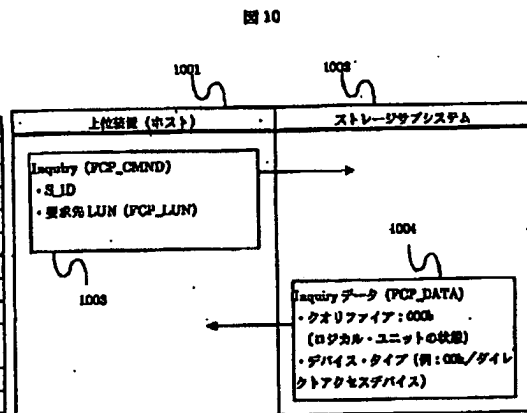 図10
1001
1002
上位装置 (ホスト)
ストレージサブシステム
Inquiry (FCP_CMND)
・S_ID
・要求先 LUN (FCP_LUN)
1003
1004
Inquiry データ (FCP_DATA)
・クオリファイア : 000b
(ロジカル・ユニットの状態)
・デバイス・タイプ (例 : 00h/ダイレ
クトアクセスデバイス)